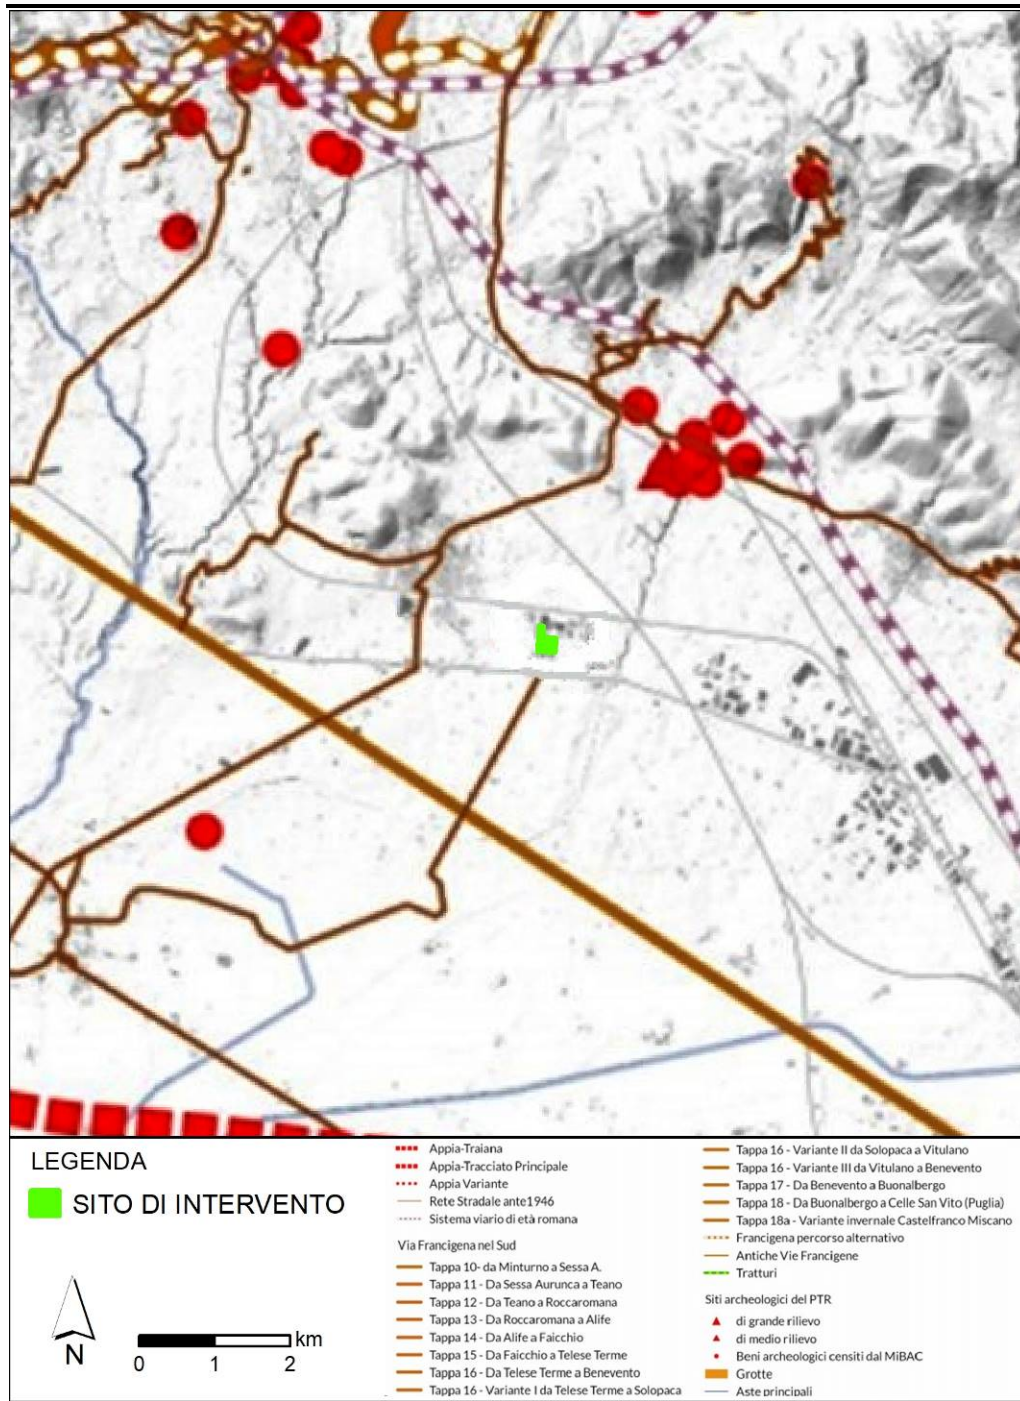 LEGENDA
SITO DI INTERVENTO
N
0 1 2 km
Appia-Traiana
Appia-Tracciato Principale
Appia Variante
Rete Stradale ante1946
Sistema viario di età romana
Via Francigena nel Sud
Tappa 10- da Minturno a Sessa A.
Tappa 11 - Da Sessa Aurunca a Teano
Tappa 12 - Da Teano a Roccaromana
Tappa 13 - Da Roccaromana a Alife
Tappa 14 - Da Alife a Faicchio
Tappa 15 - Da Faicchio a Telese Terme
Tappa 16 - Da Telese Terme a Benevento
Tappa 16 - Variante I da Telese Terme a Solopaca
Tappa 16 - Variante II da Solopaca a Vitulano
Tappa 16 - Variante III da Vitulano a Benevento
Tappa 17 - Da Benevento a Buonalbergo
Tappa 18 - Da Buonalbergo a Celle San Vito (Puglia)
Tappa 18a - Variante invernale Castelfranco Miscano
Francigena percorso alternativo
Antiche Vie Francigene
Tratturi
Siti archeologici del PTR
di grande rilievo
di medio rilievo
Beni archeologici censiti dal MiBAC
Grotte
Aste principali